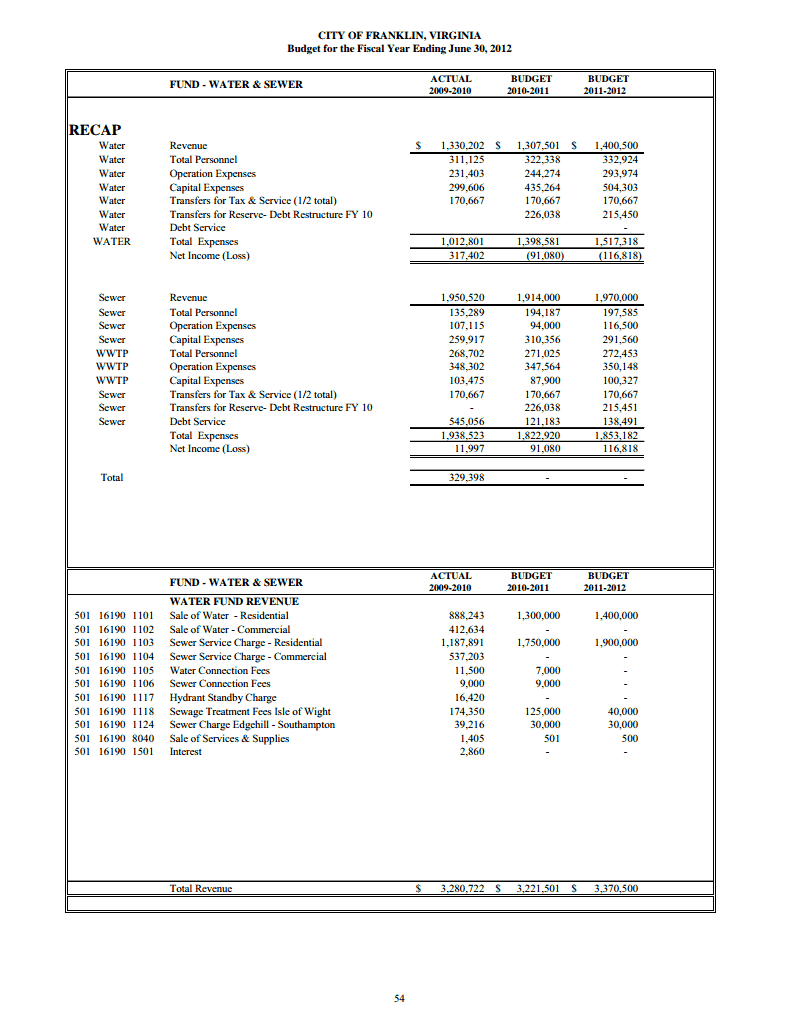 CITY OF FRANKLIN, VIRGINIA
Budget for the Fiscal Year Ending June 30, 2012
FUND - WATER & SEWER ACTUAL 2009-2010 BUDGET 2010-2011 BUDGET 2011-2012
RECAP
Water Revenue $ 1,330,202 $ 1,307,501 $ 1,400,500
Water Total Personnel 311,125 322,338 332,924
Water Operation Expenses 231,403 244,274 293,974
Water Capital Expenses 299,606 435,264 504,303
Water Transfers for Tax & Service (1/2 total) 170,667 170,667 170,667
Water Transfers for Reserve- Debt Restructure FY 10 226,038 215,450
Water Debt Service -
WATER Total Expenses 1,012,801 1,398,581 1,517,318
Net Income (Loss) 317,402 (91,080) (116,818)
Sewer Revenue 1,950,520 1,914,000 1,970,000
Sewer Total Personnel 135,289 194,187 197,585
Sewer Operation Expenses 107,115 94,000 116,500
Sewer Capital Expenses 259,917 310,356 291,560
WWTP Total Personnel 268,702 271,025 272,453
WWTP Operation Expenses 348,302 347,564 350,148
WWTP Capital Expenses 103,475 87,900 100,327
Sewer Transfers for Tax & Service (1/2 total) 170,667 170,667 170,667
Sewer Transfers for Reserve- Debt Restructure FY 10 - 226,038 215,451
Sewer Debt Service 545,056 121,183 138,491
Total Expenses 1,938,523 1,822,920 1,853,182
Net Income (Loss) 11,997 91,080 116,818
Total 329,398 - -
FUND - WATER & SEWER ACTUAL 2009-2010 BUDGET 2010-2011 BUDGET 2011-2012
WATER FUND REVENUE
501 16190 1101 Sale of Water - Residential 888,243 1,300,000 1,400,000
501 16190 1102 Sale of Water - Commercial 412,634 - -
501 16190 1103 Sewer Service Charge - Residential 1,187,891 1,750,000 1,900,000
501 16190 1104 Sewer Service Charge - Commercial 537,203 - -
501 16190 1105 Water Connection Fees 11,500 7,000 -
501 16190 1106 Sewer Connection Fees 9,000 9,000 -
501 16190 1117 Hydrant Standby Charge 16,420 - -
501 16190 1118 Sewage Treatment Fees Isle of Wight 174,350 125,000 40,000
501 16190 1124 Sewer Charge Edgehill - Southampton 39,216 30,000 30,000
501 16190 8040 Sale of Services & Supplies 1,405 501 500
501 16190 1501 Interest 2,860 - -
Total Revenue $ 3,280,722 $ 3,221,501 $ 3,370,500
54